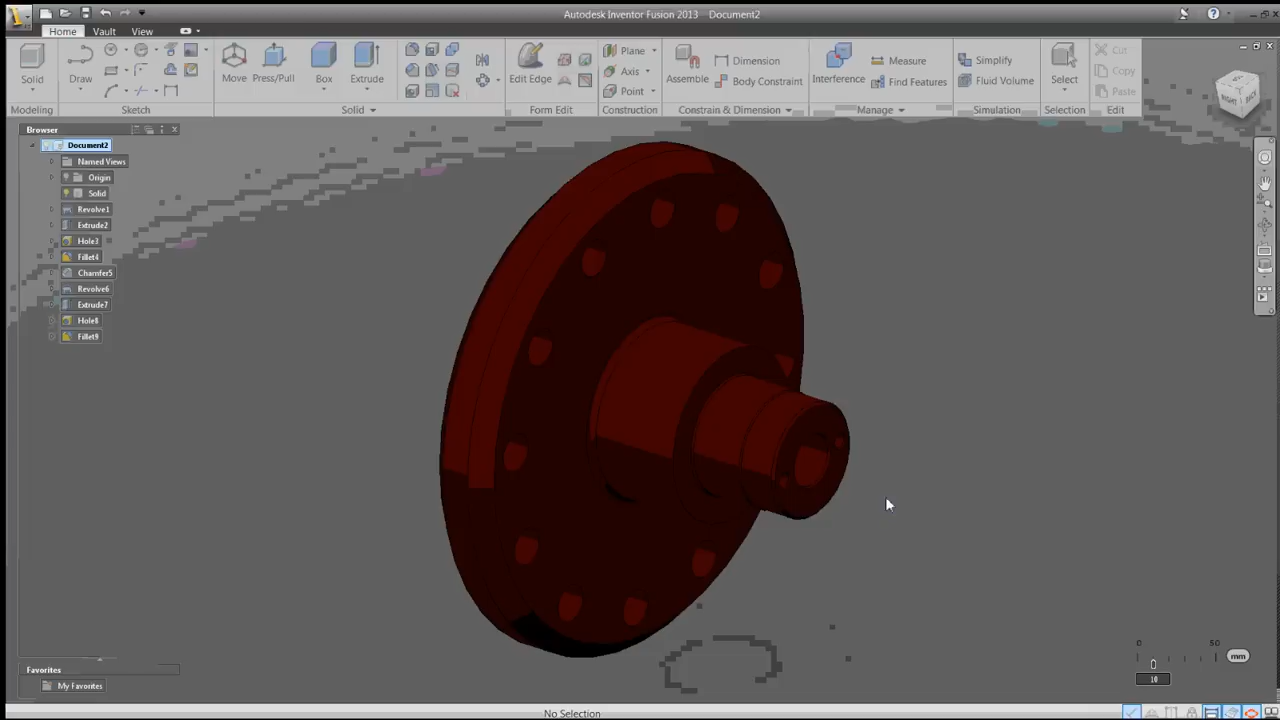 Autodesk Inventor Fusion 2013 Document2
Home Vault View
Solid Draw Move Press/Pull Box Extrude Edit Edge Plane Axis Point Assemble Dimension Body Constraint Interference Measure Find Features Simplify Fluid Volume Select Cut Copy Paste
Modeling Sketch Solid Form Edit Construction Constrain & Dimension Manage Simulation Selection Edit
RIGHT BACK
Browser
Document2
Named Views
Origin
Solid
Revolve1
Extrude2
Hole3
Fillet4
Chamfer5
Revolve6
Extrude7
Hole8
Fillet9
0 50
mm
10
Favorites
My Favorites
No Selection